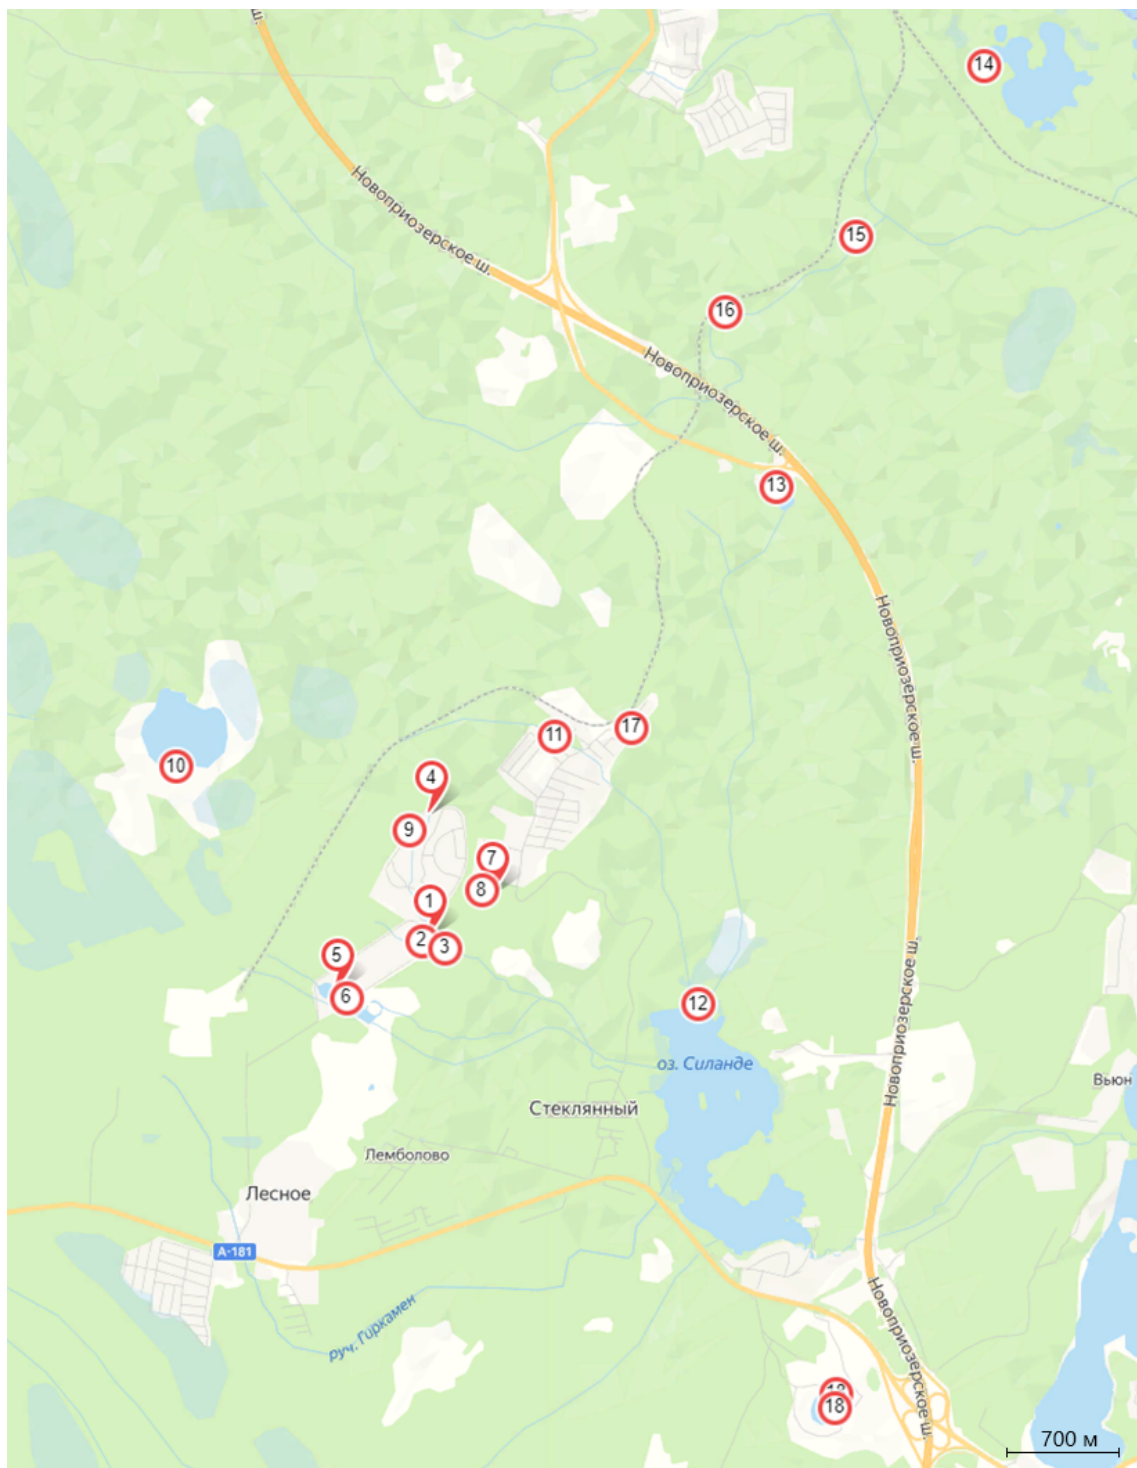 ш.
14
Новоприозерское ш.
15
16
Новоприозерское ш.
13
Новоприозерское ш.
17
11
10
4
9
7
8
1
2
3
5
6
Новоприозерское ш.
12
оз. Силанде
Вьюн
Стеклянный
Лемболово
Лесное
А-181
руч. Гиркамен
Новоприозерское ш.
18
700 м